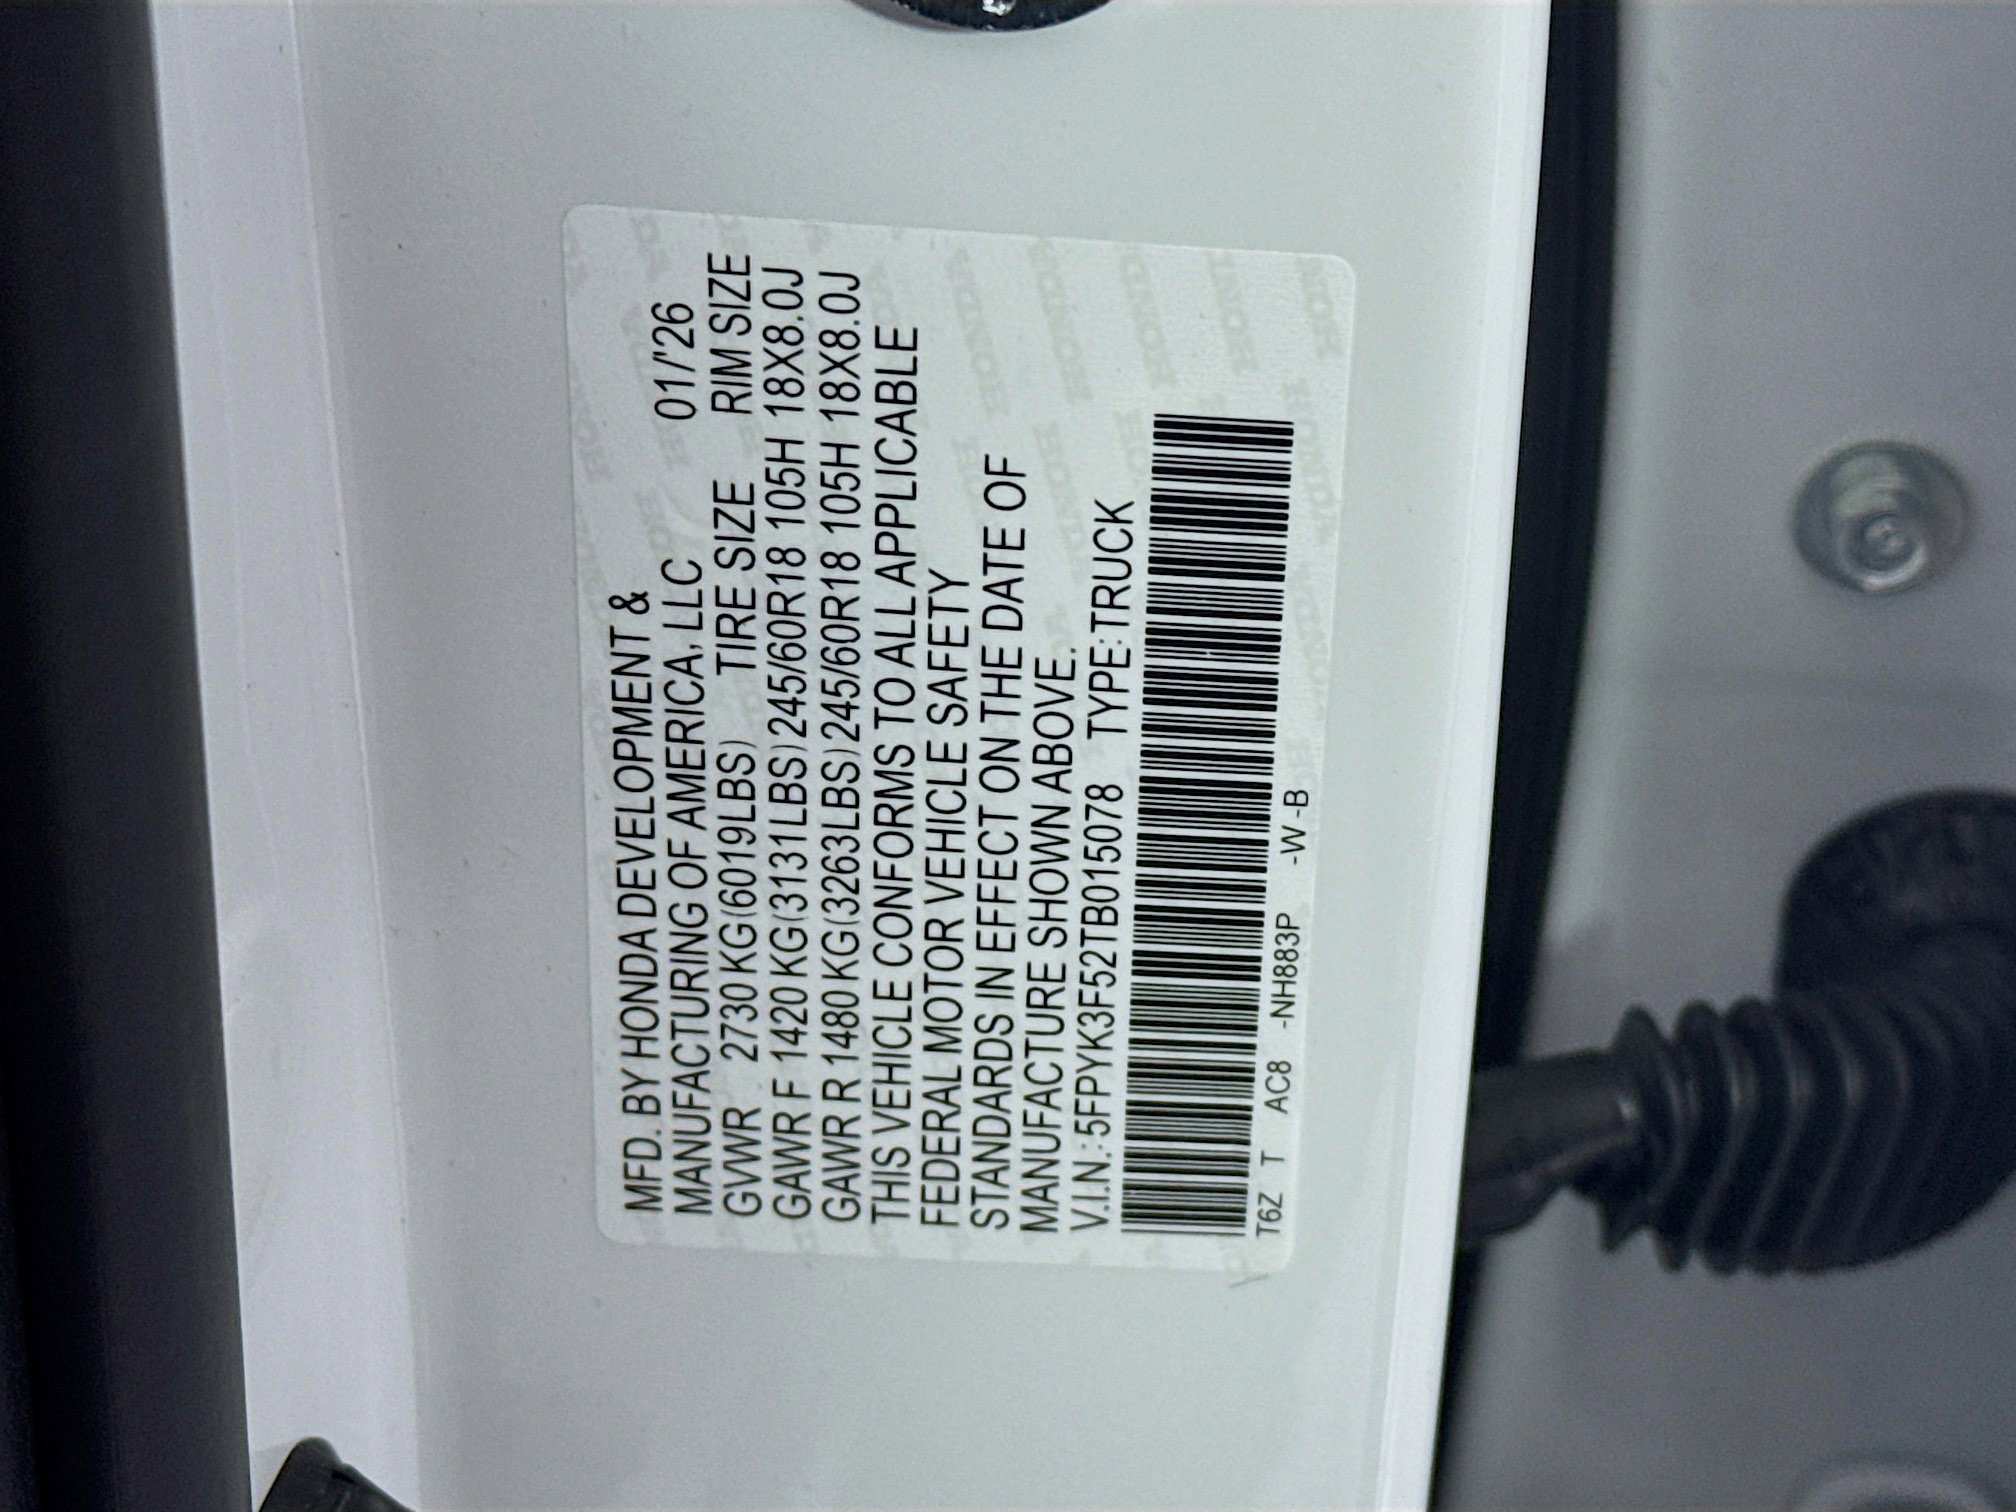 MFD. BY HONDA DEVELOPMENT &
MANUFACTURING OF AMERICA, LLC 01/'26
GVWR 2730 KG(6019LBS) TIRE SIZE RIM SIZE
GAWR F 1420 KG(3131LBS) 245/60R18 105H 18X8.0J
GAWR R 1480 KG(3263LBS) 245/60R18 105H 18X8.0J
THIS VEHICLE CONFORMS TO ALL APPLICABLE
FEDERAL MOTOR VEHICLE SAFETY
STANDARDS IN EFFECT ON THE DATE OF
MANUFACTURE SHOWN ABOVE.
V.I.N.:5FPYK3F52TB015078 TYPE:TRUCK
T6Z T AC8 -NH883P -W-B